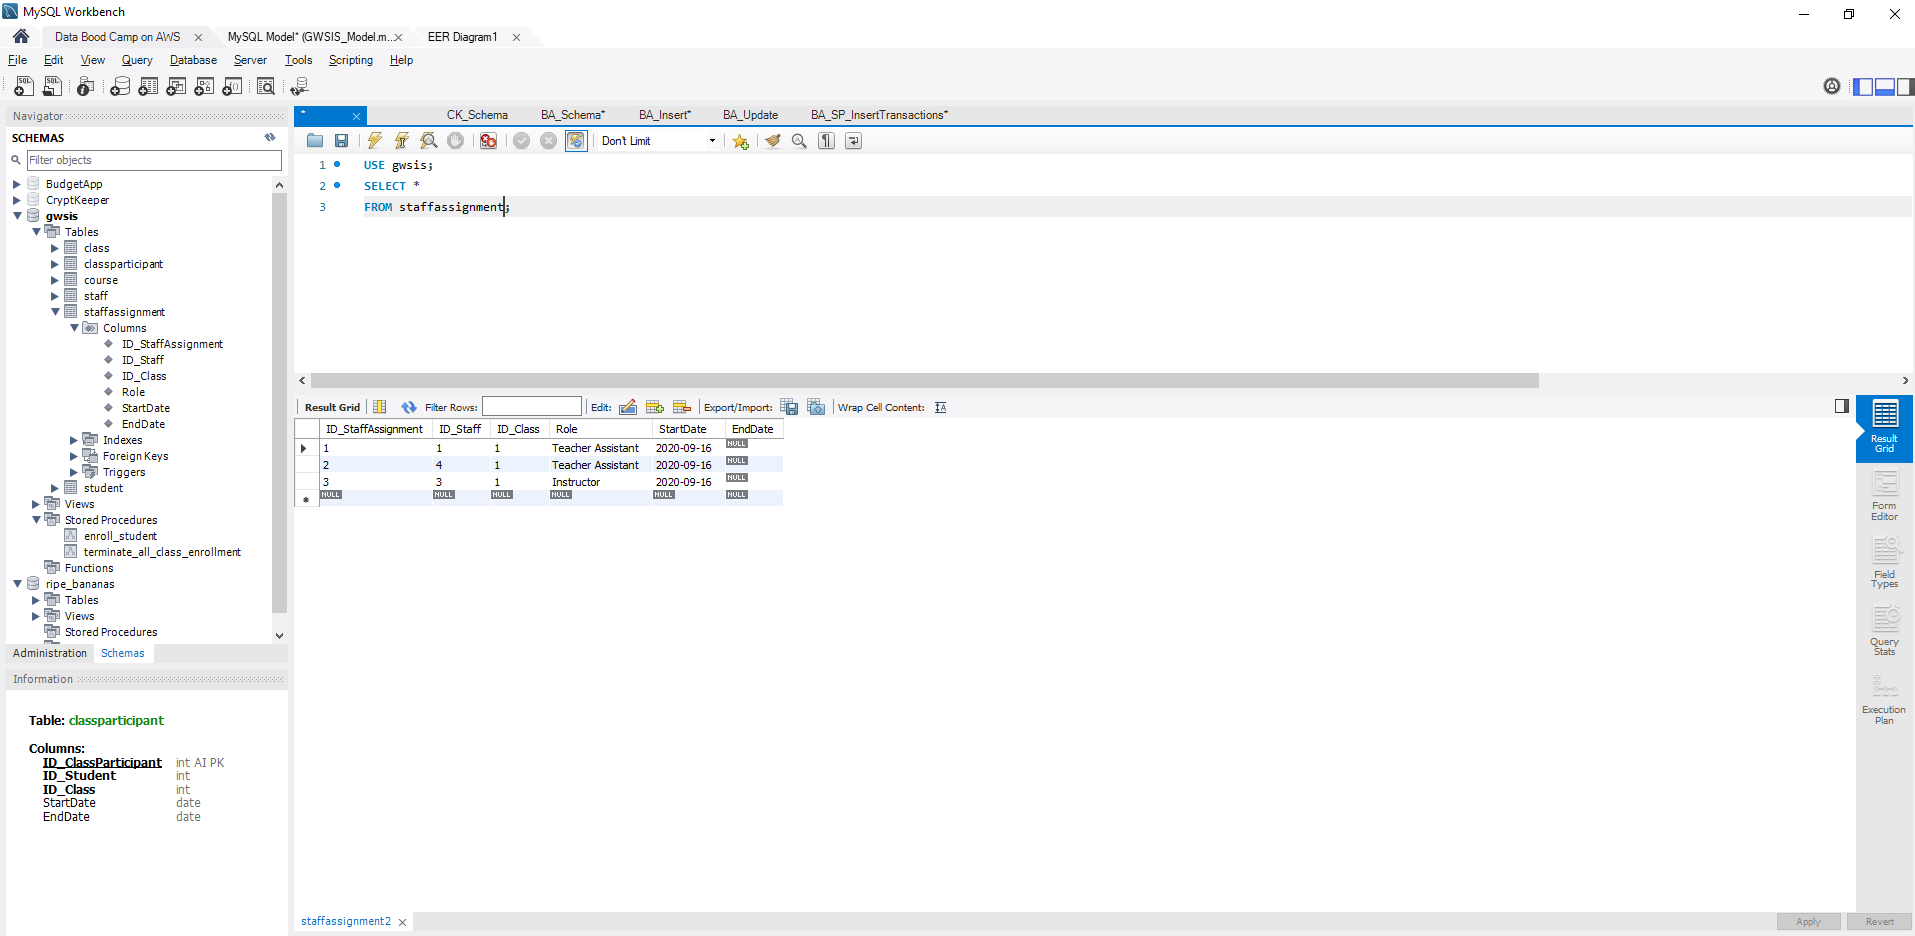 MySQL Workbench
Data Bood Camp on AWS
MySQL Model* (GWSIS_Model.m...
EER Diagram1
File Edit View Query Database Server Tools Scripting Help
Navigator
SCHEMAS
Filter objects
BudgetApp
CryptKeeper
gwsis
Tables
class
classparticipant
course
staff
staffassignment
Columns
ID_StaffAssignment
ID_Staff
ID_Class
Role
StartDate
EndDate
Indexes
Foreign Keys
Triggers
student
Views
Stored Procedures
enroll_student
terminate_all_class_enrollment
Functions
ripe_bananas
Tables
Views
Stored Procedures
Administration Schemas
Information
Table: classparticipant
Columns:
ID_ClassParticipant int AI PK
ID_Student int
ID_Class int
StartDate date
EndDate date
* CK_Schema BA_Schema* BA_Insert* BA_Update BA_SP_InsertTransactions*
Don't Limit
1 USE gwsis;
2 SELECT *
3 FROM staffassignment;
Result Grid Filter Rows: Edit: Export/Import: Wrap Cell Content:
ID_StaffAssignment ID_Staff ID_Class Role StartDate EndDate
1 1 1 Teacher Assistant 2020-09-16 NULL
2 4 1 Teacher Assistant 2020-09-16 NULL
3 3 1 Instructor 2020-09-16 NULL
NULL NULL NULL NULL NULL NULL
Result
Grid
Form
Editor
Field
Types
Query
Stats
Execution
Plan
staffassignment2
Apply Revert